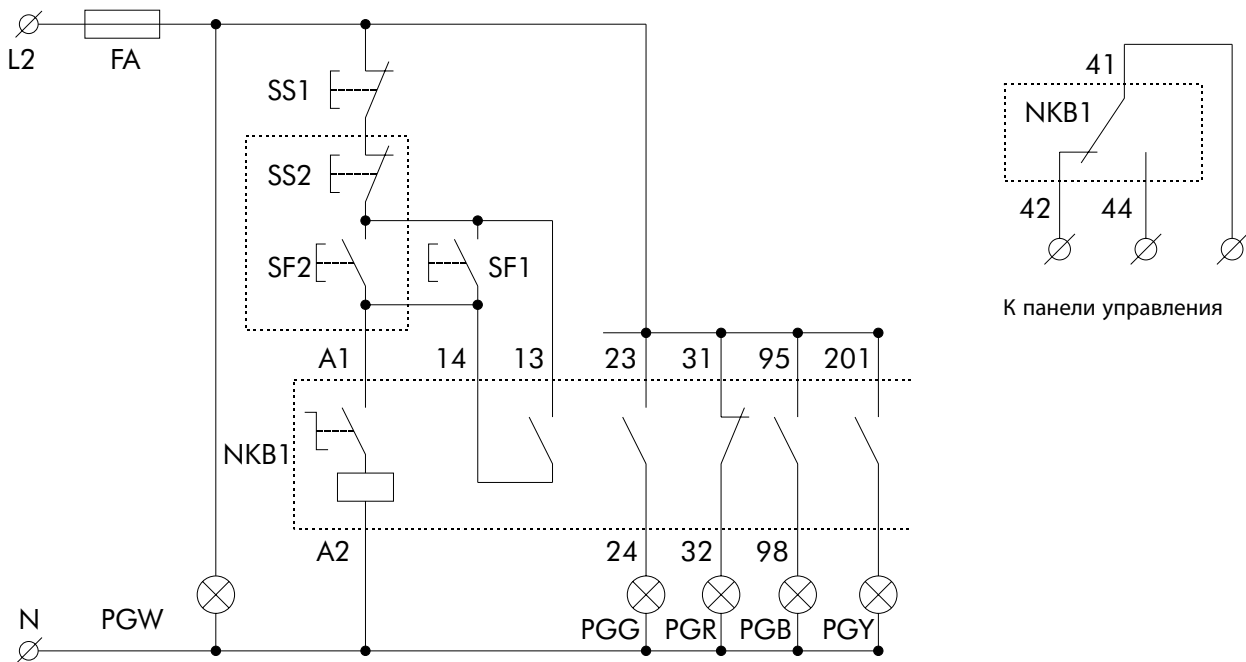 L2
FA
SS1
SS2
SF2
SF1
A1
14
13
23
31
95
201
NKB1
A2
24
32
98
N
PGW
PGG
PGR
PGB
PGY
41
NKB1
42
44
К панели управления